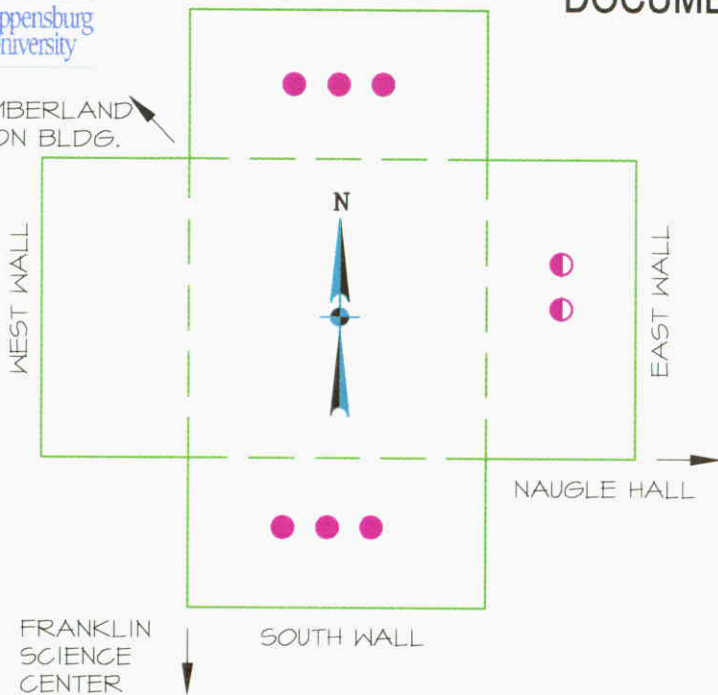 DOCUME
ppensburg
niversity
MBERLAND
ON BLDG.
N
WEST WALL
EAST WALL
NAUGLE HALL
FRANKLIN
SCIENCE
CENTER
SOUTH WALL